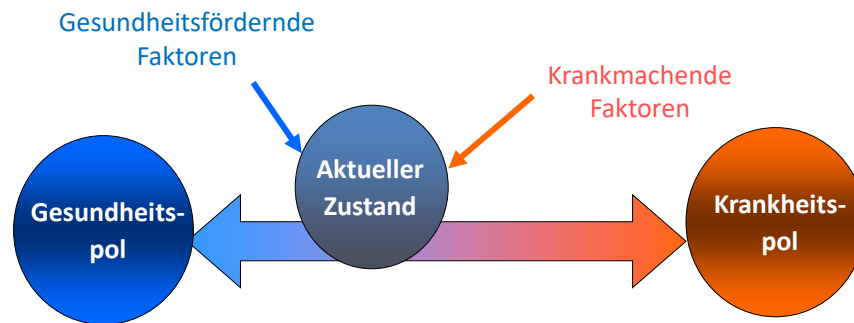 Gesundheitsfördernde
Faktoren
Krankmachende
Faktoren
Aktueller
Zustand
Gesundheits-
pol
Krankheits-
pol